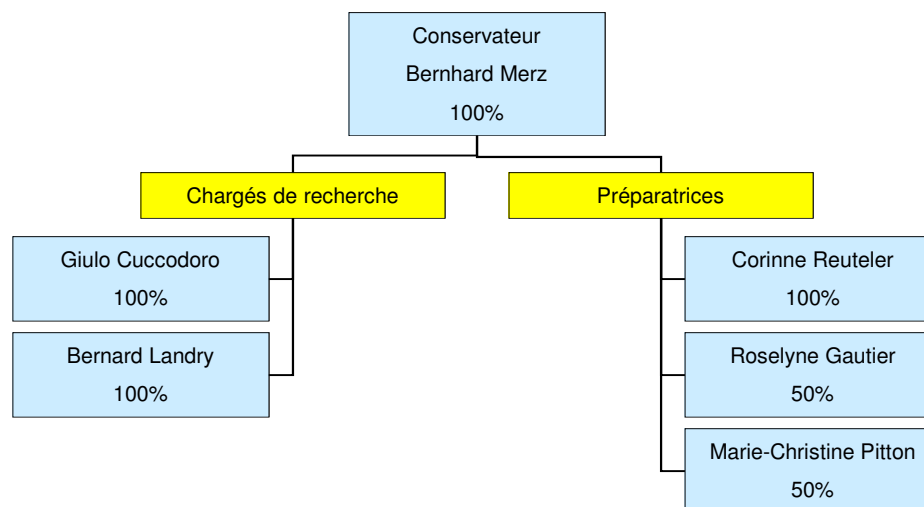 Conservateur
Bernhard Merz
100%
Chargés de recherche
Préparatrices
Giulo Cuccodoro
100%
Bernard Landry
100%
Corinne Reuteler
100%
Roselyne Gautier
50%
Marie-Christine Pitton
50%